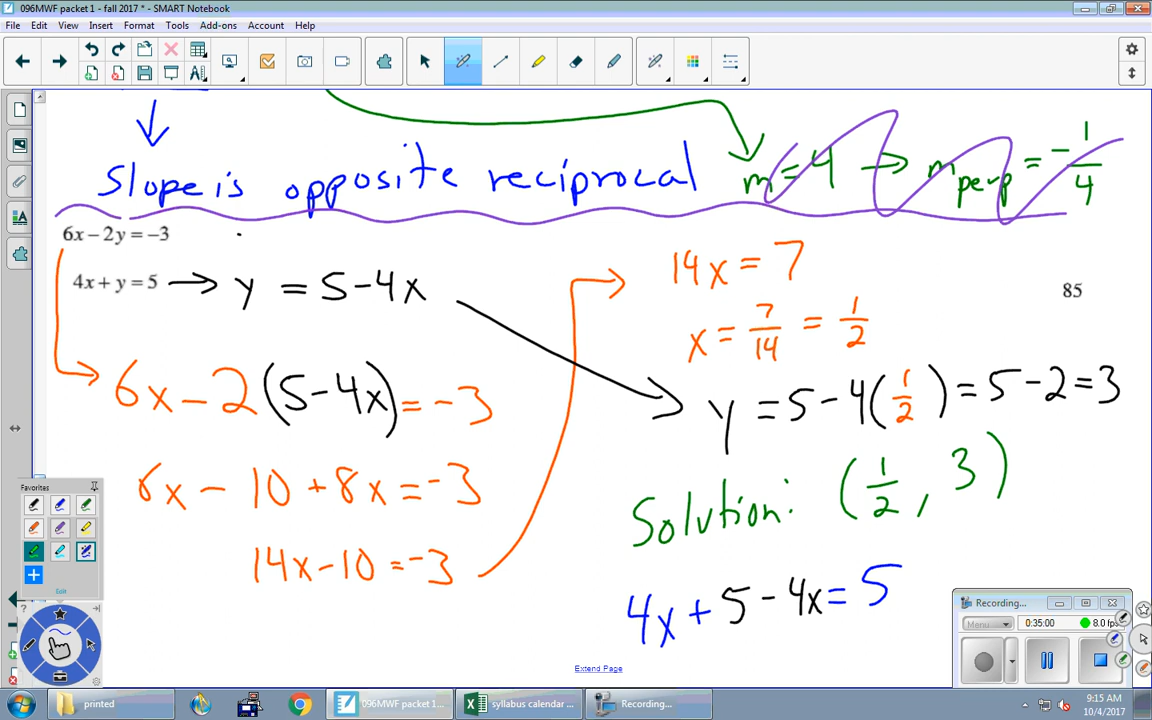 096MWF packet 1 - fall 2017 * - SMART Notebook
File Edit View Insert Format Tools Add-ons Account Help
Slope is opposite reciprocal
m = 4 → m perp = -1/4
6x – 2y = –3
4x + y = 5 → y = 5-4x
85
6x - 2(5-4x) = -3
6x - 10 + 8x = -3
14x - 10 = -3
14x = 7
x = 7/14 = 1/2
y = 5 - 4(1/2) = 5 - 2 = 3
Solution: (1/2, 3)
4x + 5 - 4x = 5
Extend Page
Favorites
Edit
Recording...
Menu
0:35:00
8.0 f
printed
096MWF packet 1...
syllabus calendar ...
Recording...
9:15 AM
10/4/2017